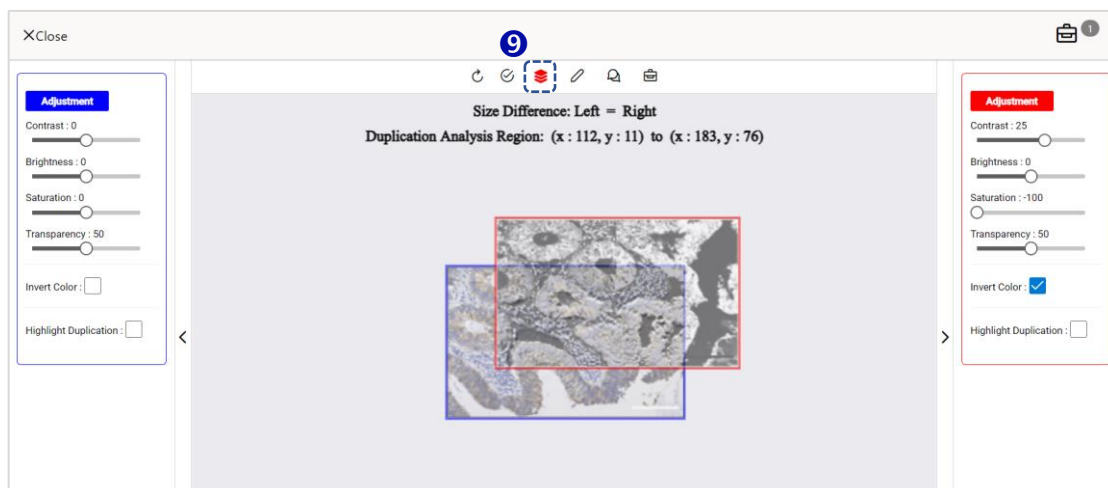 ✕Close
1
❾
Adjustment
Contrast : 0
Brightness : 0
Saturation : 0
Transparency : 50
Invert Color :
Highlight Duplication :
Size Difference: Left = Right
Duplication Analysis Region: (x : 112, y : 11) to (x : 183, y : 76)
Adjustment
Contrast : 25
Brightness : 0
Saturation : -100
Transparency : 50
Invert Color :
Highlight Duplication :